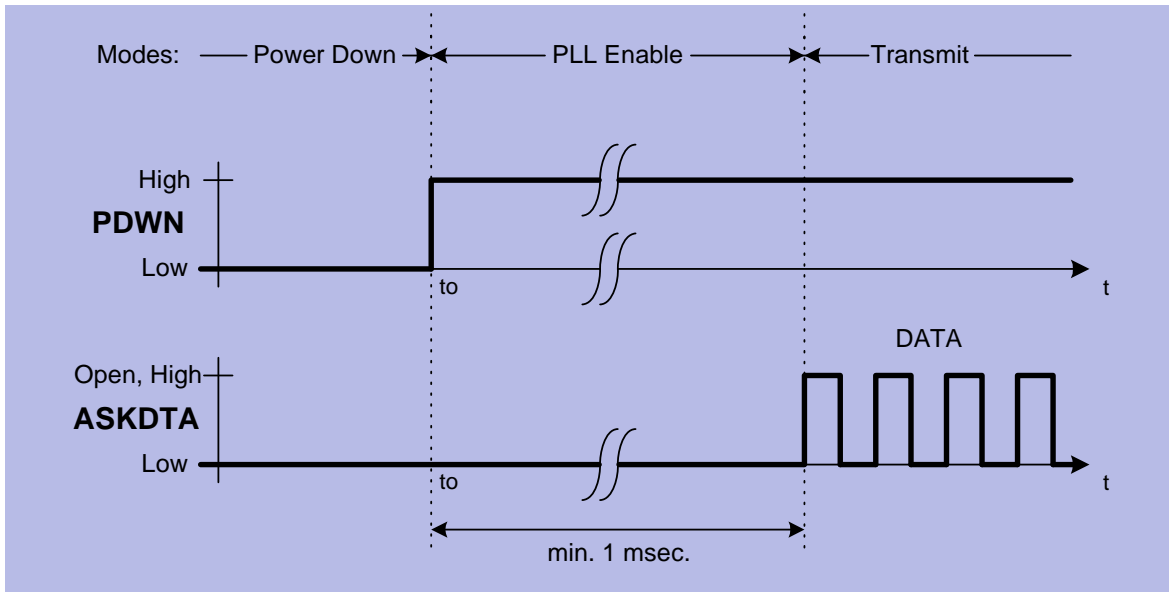 Modes: Power Down PLL Enable Transmit
High
PDWN
Low
to
t
DATA
Open, High
ASKDTA
Low
to
t
min. 1 msec.